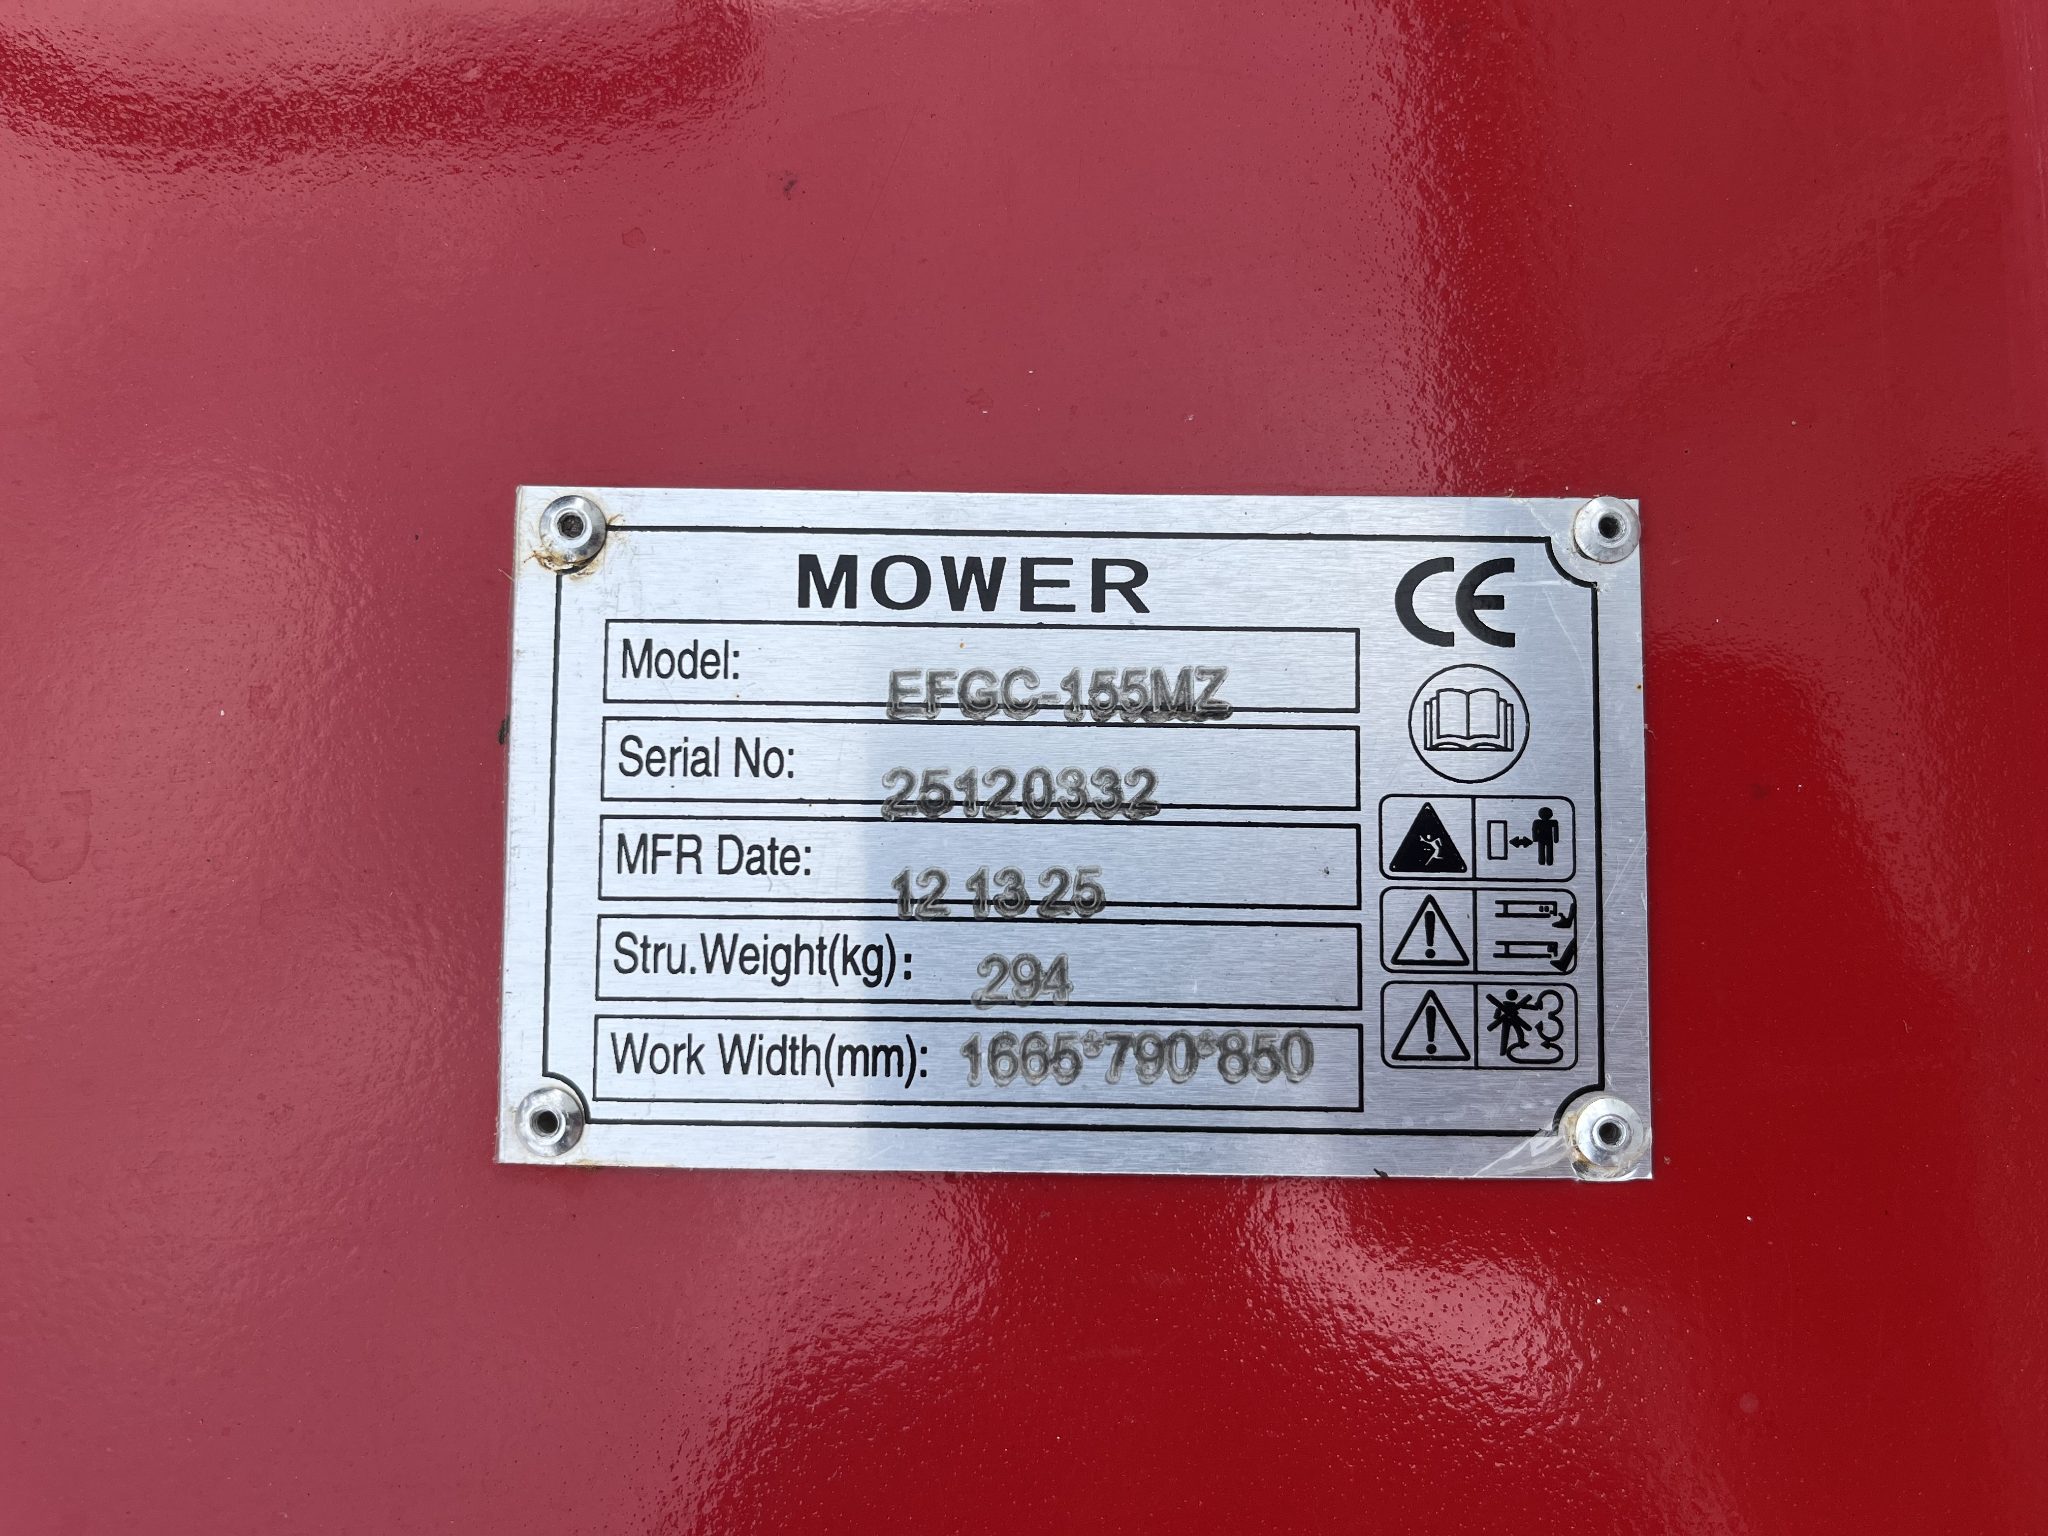 MOWER CE
Model: EFGC-155MZ
Serial No: 25120332
MFR Date: 12 13 25
Stru.Weight(kg): 294
Work Width(mm): 1665*790*850